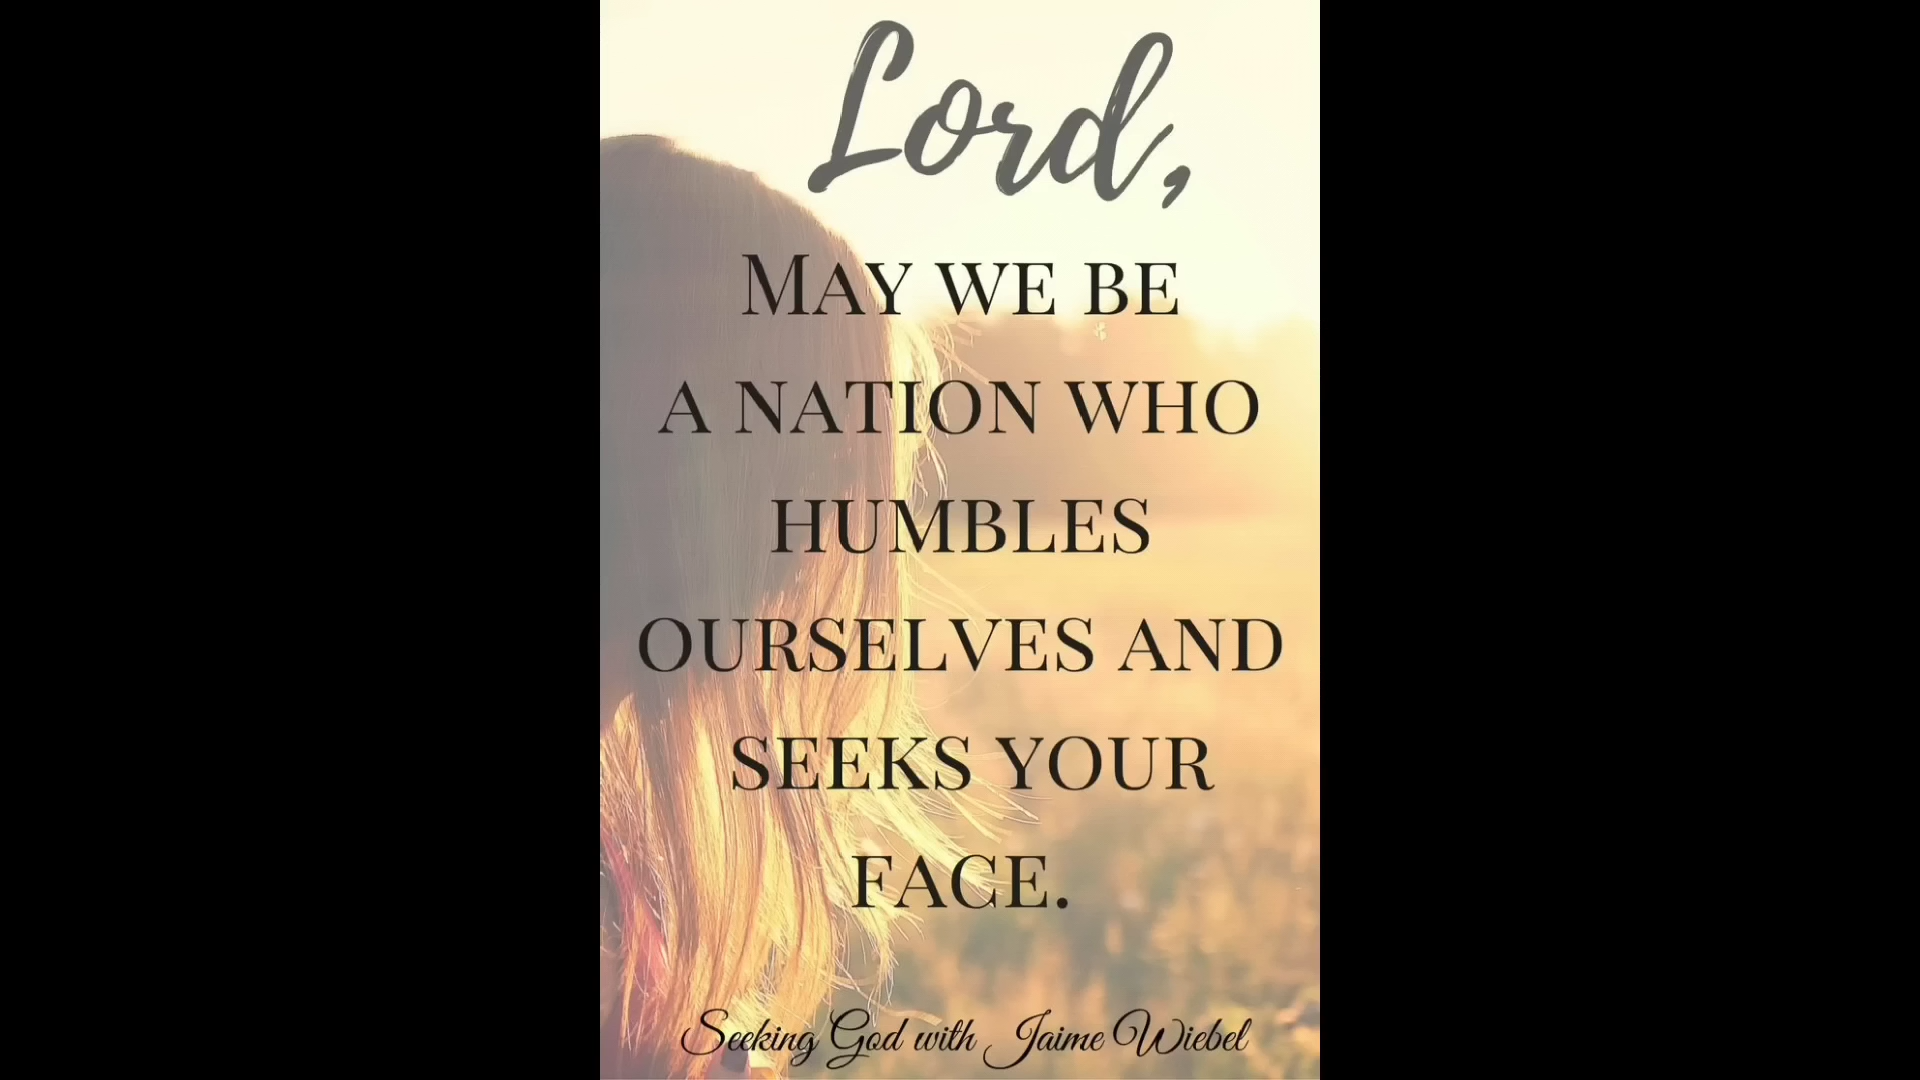 Lord,
MAY WE BE
A NATION WHO
HUMBLES
OURSELVES AND
SEEKS YOUR
FACE.
Seeking God with Jaime Wiebel